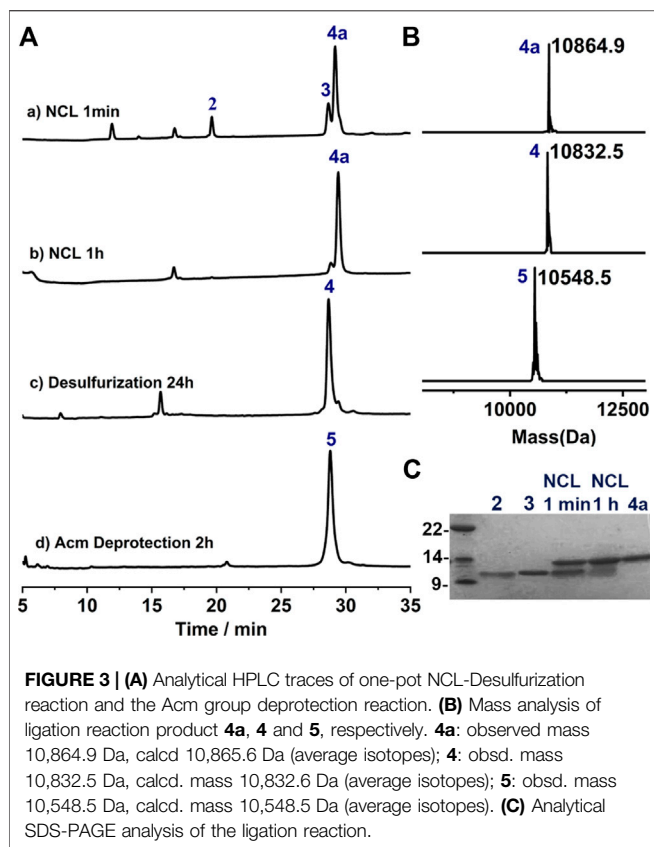 A
4a
3
2
a) NCL 1min
4a
b) NCL 1h
4
c) Desulfurization 24h
5
d) Acm Deprotection 2h
5 10 15 20 25 30 35
Time / min
B
4a 10864.9
4 10832.5
5 10548.5
10000 12500
Mass(Da)
C
NCL NCL
2 3 1 min 1 h 4a
22-
14-
9-
FIGURE 3 | (A) Analytical HPLC traces of one-pot NCL-Desulfurization
reaction and the Acm group deprotection reaction. (B) Mass analysis of
ligation reaction product 4a, 4 and 5, respectively. 4a: observed mass
10,864.9 Da, calcd 10,865.6 Da (average isotopes); 4: obsd. mass
10,832.5 Da, calcd. mass 10,832.6 Da (average isotopes); 5: obsd. mass
10,548.5 Da, calcd. mass 10,548.5 Da (average isotopes). (C) Analytical
SDS-PAGE analysis of the ligation reaction.